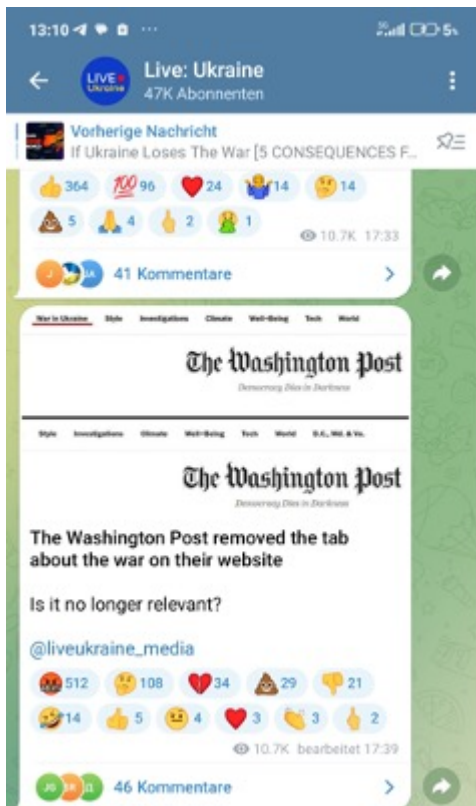 13:10
LIVE
Ukraine
Live: Ukraine
47K Abonnenten
Vorherige Nachricht
If Ukraine Loses The War [5 CONSEQUENCES F...
364 96 24 14 14
5 4 2 1
10.7K 17:33
41 Kommentare
War in Ukraine Style Investigations Climate Well-Being Tech World
The Washington Post
Democracy Dies in Darkness
Style Investigations Climate Well-Being Tech World D.C., Md. & Va.
The Washington Post
Democracy Dies in Darkness
The Washington Post removed the tab
about the war on their website
Is it no longer relevant?
@liveukraine_media
512 108 34 29 21
14 5 4 3 3 2
10.7K bearbeitet 17:39
46 Kommentare